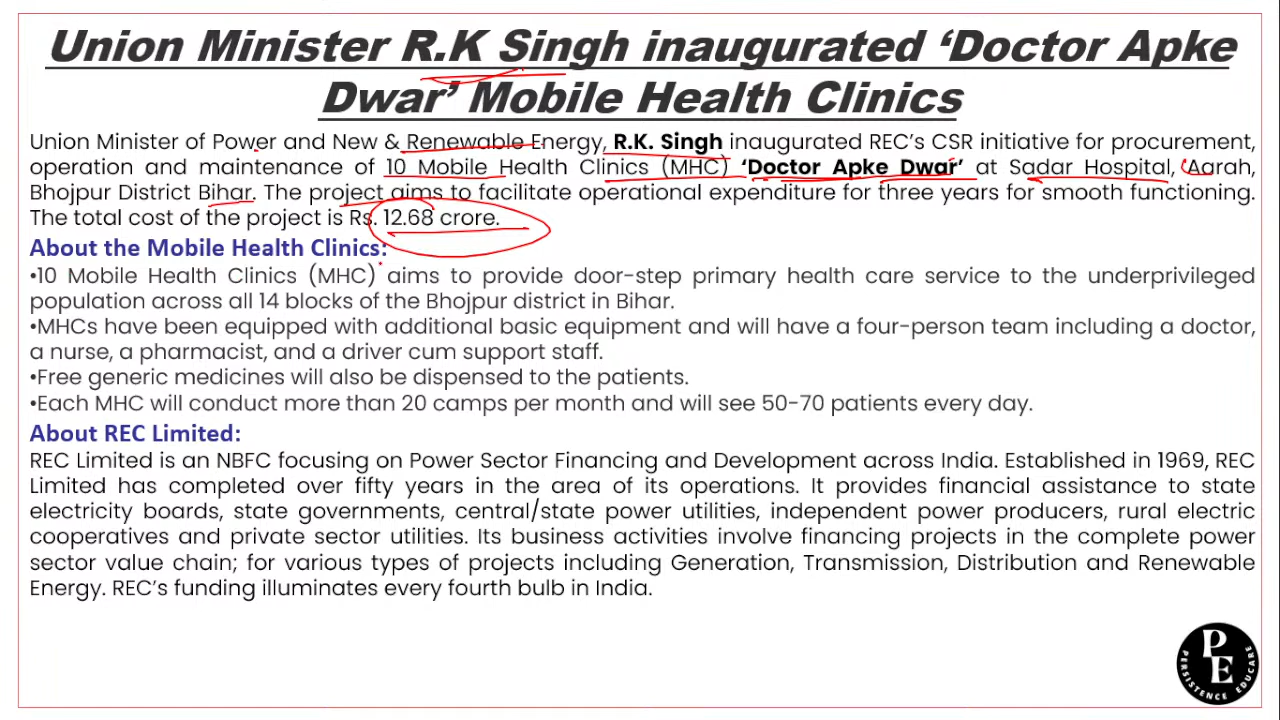 Union Minister R.K Singh inaugurated ‘Doctor Apke
Dwar’ Mobile Health Clinics
Union Minister of Power and New & Renewable Energy, R.K. Singh inaugurated REC’s CSR initiative for procurement,
operation and maintenance of 10 Mobile Health Clinics (MHC) ‘Doctor Apke Dwar’ at Sadar Hospital, Aarah,
Bhojpur District Bihar. The project aims to facilitate operational expenditure for three years for smooth functioning.
The total cost of the project is Rs. 12.68 crore.
About the Mobile Health Clinics:
•10 Mobile Health Clinics (MHC) aims to provide door-step primary health care service to the underprivileged
population across all 14 blocks of the Bhojpur district in Bihar.
•MHCs have been equipped with additional basic equipment and will have a four-person team including a doctor,
a nurse, a pharmacist, and a driver cum support staff.
•Free generic medicines will also be dispensed to the patients.
•Each MHC will conduct more than 20 camps per month and will see 50-70 patients every day.
About REC Limited:
REC Limited is an NBFC focusing on Power Sector Financing and Development across India. Established in 1969, REC
Limited has completed over fifty years in the area of its operations. It provides financial assistance to state
electricity boards, state governments, central/state power utilities, independent power producers, rural electric
cooperatives and private sector utilities. Its business activities involve financing projects in the complete power
sector value chain; for various types of projects including Generation, Transmission, Distribution and Renewable
Energy. REC’s funding illuminates every fourth bulb in India.
P
E
PERSISTENCE EDUCARE